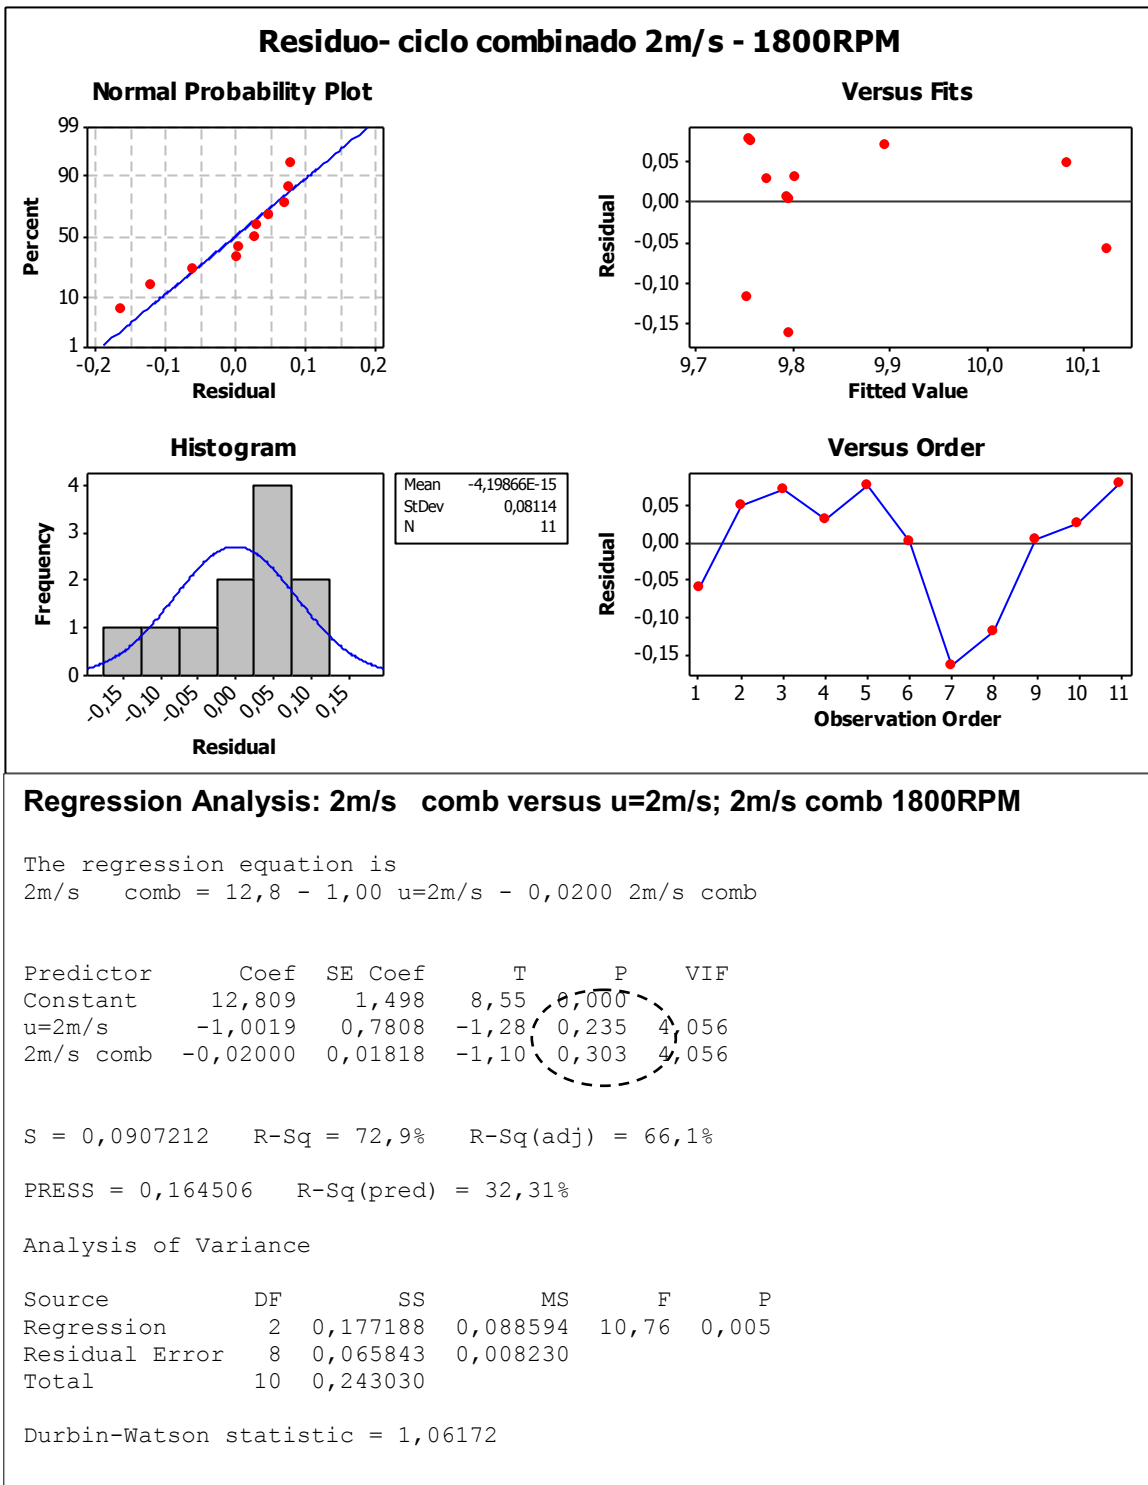 Residuo- ciclo combinado 2m/s - 1800RPM
Normal Probability Plot
99
90
50
10
1
Percent
-0,2 -0,1 0,0 0,1 0,2
Residual
Versus Fits
0,05
0,00
-0,05
-0,10
-0,15
Residual
9,7 9,8 9,9 10,0 10,1
Fitted Value
Histogram
4
3
2
1
0
Frequency
-0,15 -0,10 -0,05 0,00 0,05 0,10 0,15
Residual
Mean -4,19866E-15
StDev 0,08114
N 11
Versus Order
0,05
0,00
-0,05
-0,10
-0,15
Residual
1 2 3 4 5 6 7 8 9 10 11
Observation Order
Regression Analysis: 2m/s comb versus u=2m/s; 2m/s comb 1800RPM
The regression equation is
2m/s comb = 12,8 - 1,00 u=2m/s - 0,0200 2m/s comb
Predictor Coef SE Coef T P VIF
Constant 12,809 1,498 8,55 0,000
u=2m/s -1,0019 0,7808 -1,28 0,235 4,056
2m/s comb -0,02000 0,01818 -1,10 0,303 4,056
S = 0,0907212 R-Sq = 72,9% R-Sq(adj) = 66,1%
PRESS = 0,164506 R-Sq(pred) = 32,31%
Analysis of Variance
Source DF SS MS F P
Regression 2 0,177188 0,088594 10,76 0,005
Residual Error 8 0,065843 0,008230
Total 10 0,243030
Durbin-Watson statistic = 1,06172